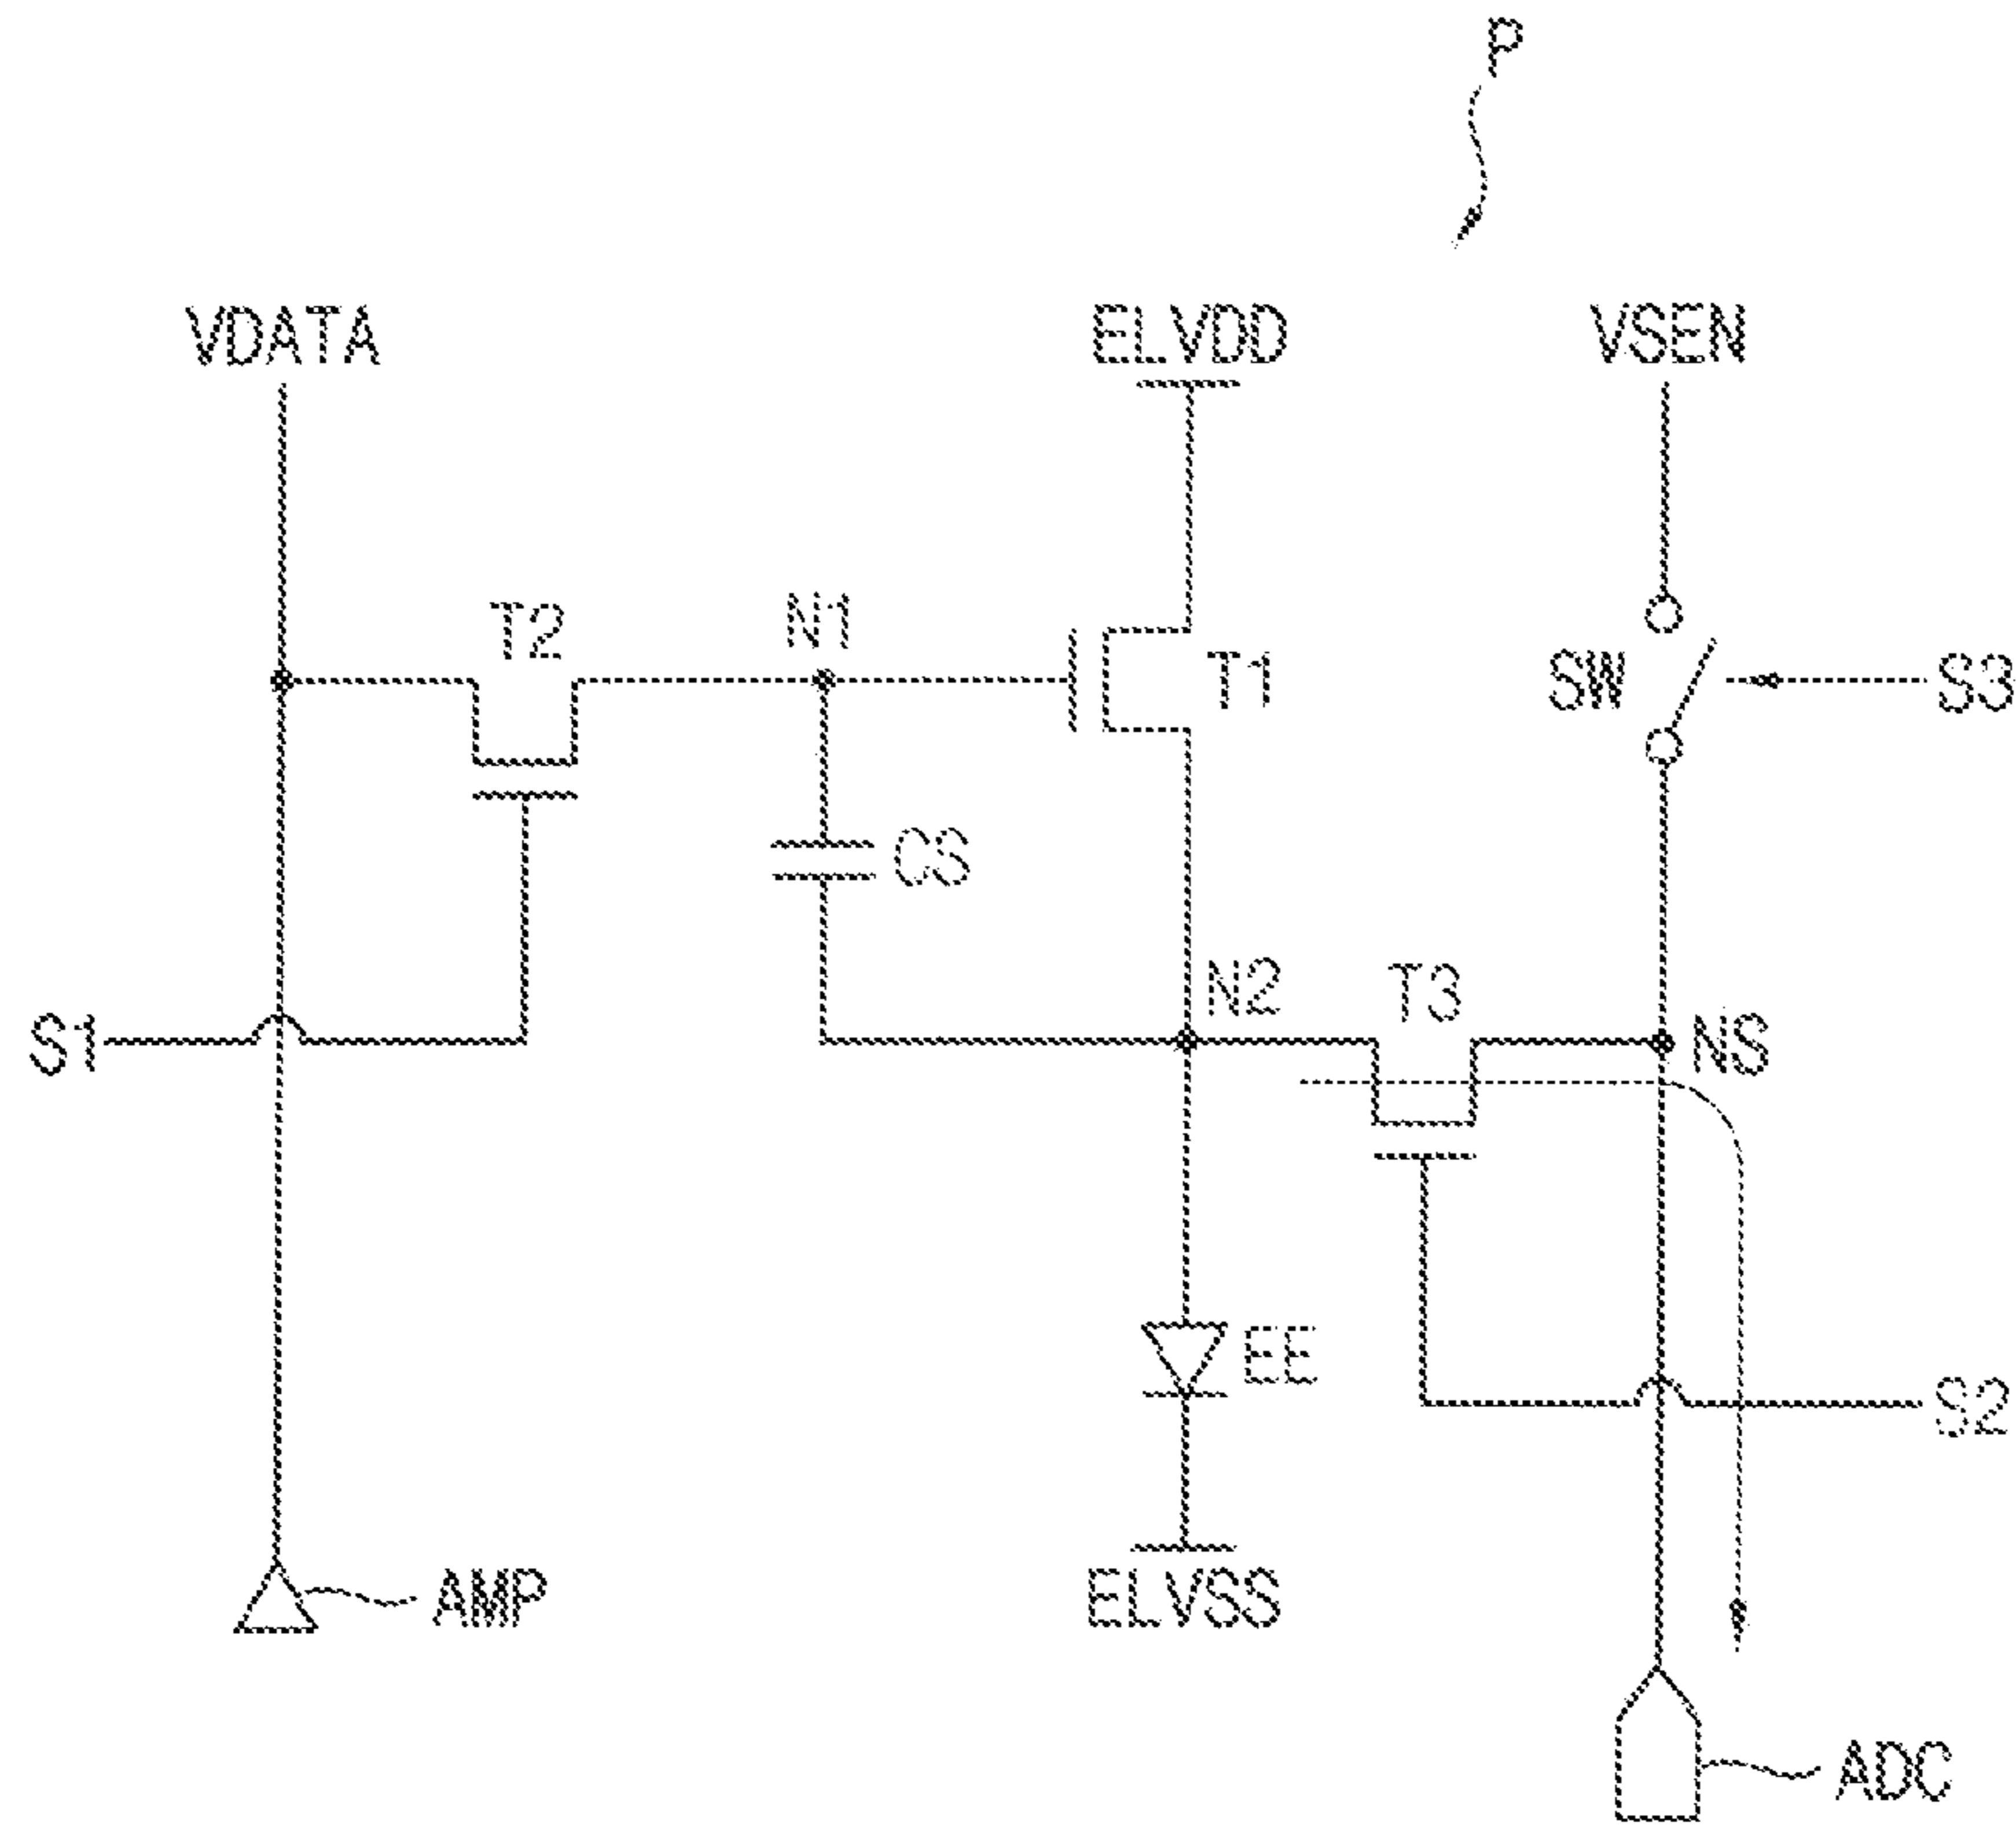 P
VDATA
ELVDD
VSEN
T2
N1
T1
SW
S3
CS
N2
T3
S1
NS
EE
S2
AMP
ELVSS
ADC